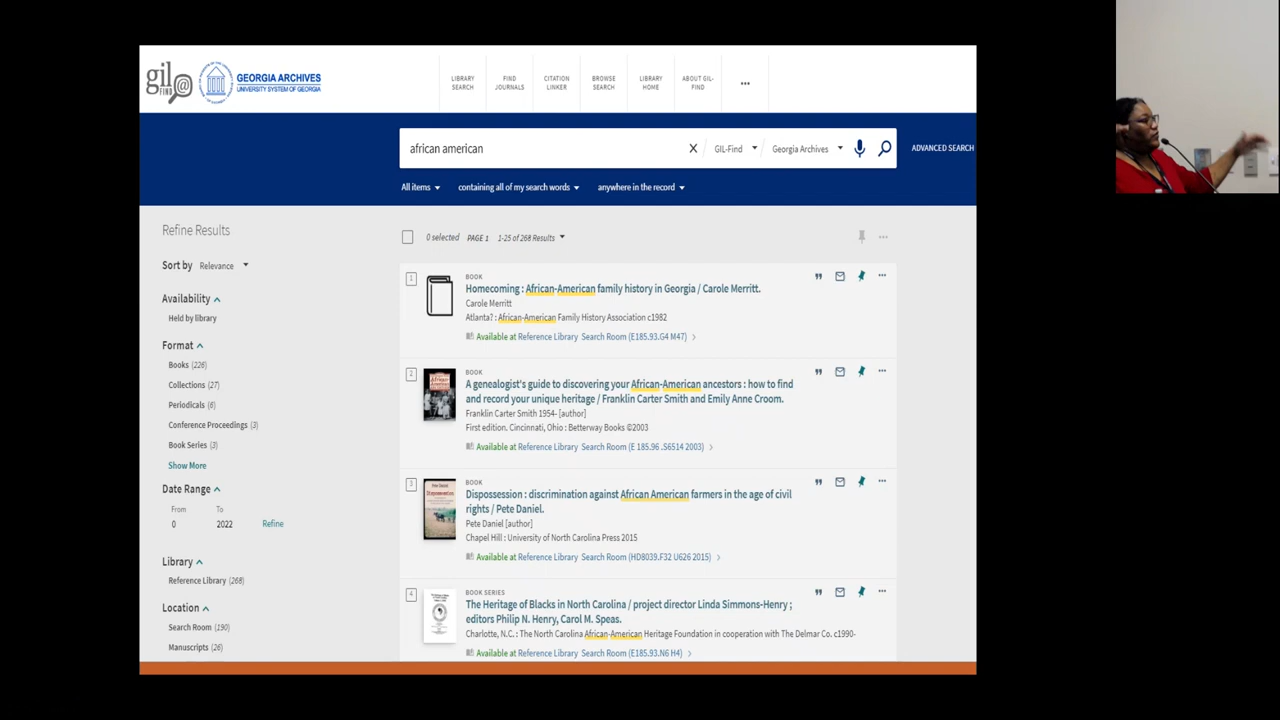 gil
FIND
GEORGIA ARCHIVES
UNIVERSITY SYSTEM OF GEORGIA
LIBRARY SEARCH
FIND JOURNALS
CITATION LINKER
BROWSE SEARCH
LIBRARY HOME
ABOUT GIL-FIND
african american
GIL-Find
Georgia Archives
ADVANCED SEARCH
All items
containing all of my search words
anywhere in the record
Refine Results
Sort by Relevance
Availability
Held by library
Format
Books (226)
Collections (27)
Periodicals (6)
Conference Proceedings (3)
Book Series (3)
Show More
Date Range
From To
0 2022 Refine
Library
Reference Library (268)
Location
Search Room (190)
Manuscripts (26)
0 selected PAGE 1 1-25 of 268 Results
1
BOOK
Homecoming : African-American family history in Georgia / Carole Merritt.
Carole Merritt
Atlanta? : African-American Family History Association c1982
Available at Reference Library Search Room (E185.93.G4 M47)
2
BOOK
A genealogist's guide to discovering your African-American ancestors : how to find
and record your unique heritage / Franklin Carter Smith and Emily Anne Croom.
Franklin Carter Smith 1954- [author]
First edition. Cincinnati, Ohio : Betterway Books ©2003
Available at Reference Library Search Room (E 185.96 .S6514 2003)
3
BOOK
Dispossession : discrimination against African American farmers in the age of civil
rights / Pete Daniel.
Pete Daniel [author]
Chapel Hill : University of North Carolina Press 2015
Available at Reference Library Search Room (HD8039.F32 U626 2015)
4
BOOK SERIES
The Heritage of Blacks in North Carolina / project director Linda Simmons-Henry ;
editors Philip N. Henry, Carol M. Speas.
Charlotte, N.C. : The North Carolina African-American Heritage Foundation in cooperation with The Delmar Co. c1990-
Available at Reference Library Search Room (E185.93.N6 H4)